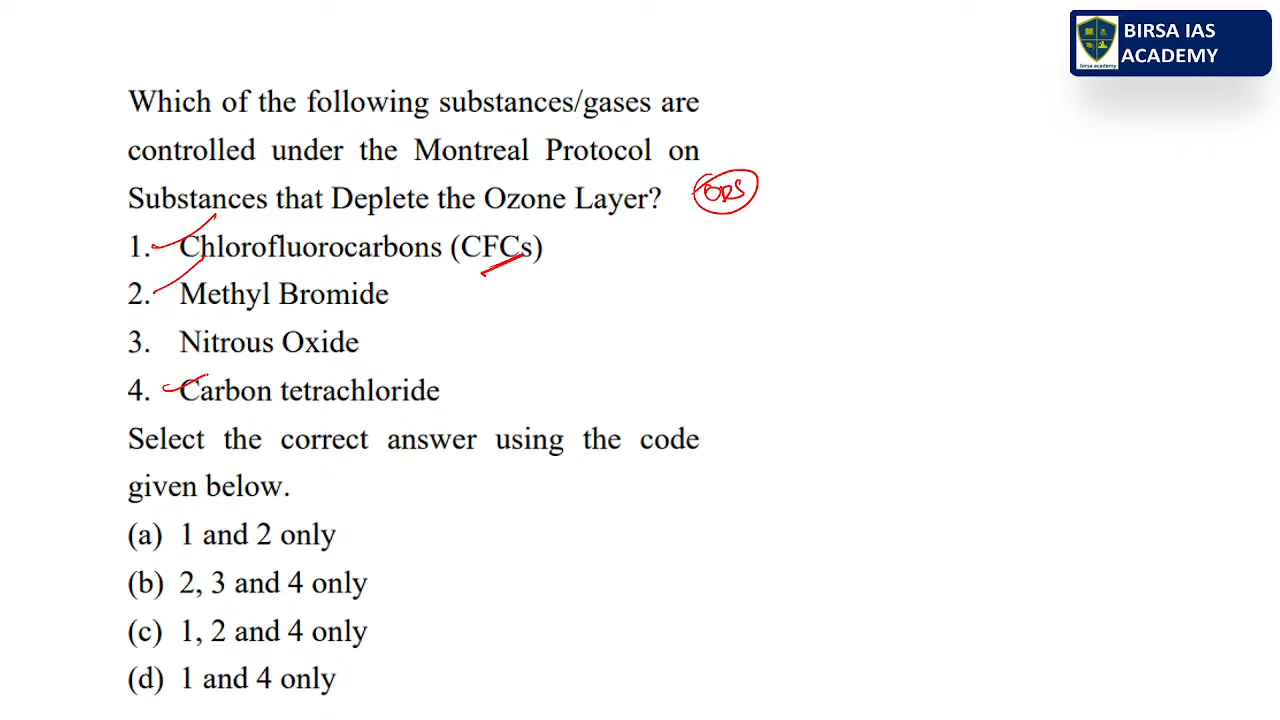 BIRSA IAS
ACADEMY
birsa academy
Which of the following substances/gases are
controlled under the Montreal Protocol on
Substances that Deplete the Ozone Layer?
ODS
1. Chlorofluorocarbons (CFCs)
2. Methyl Bromide
3. Nitrous Oxide
4. Carbon tetrachloride
Select the correct answer using the code
given below.
(a) 1 and 2 only
(b) 2, 3 and 4 only
(c) 1, 2 and 4 only
(d) 1 and 4 only